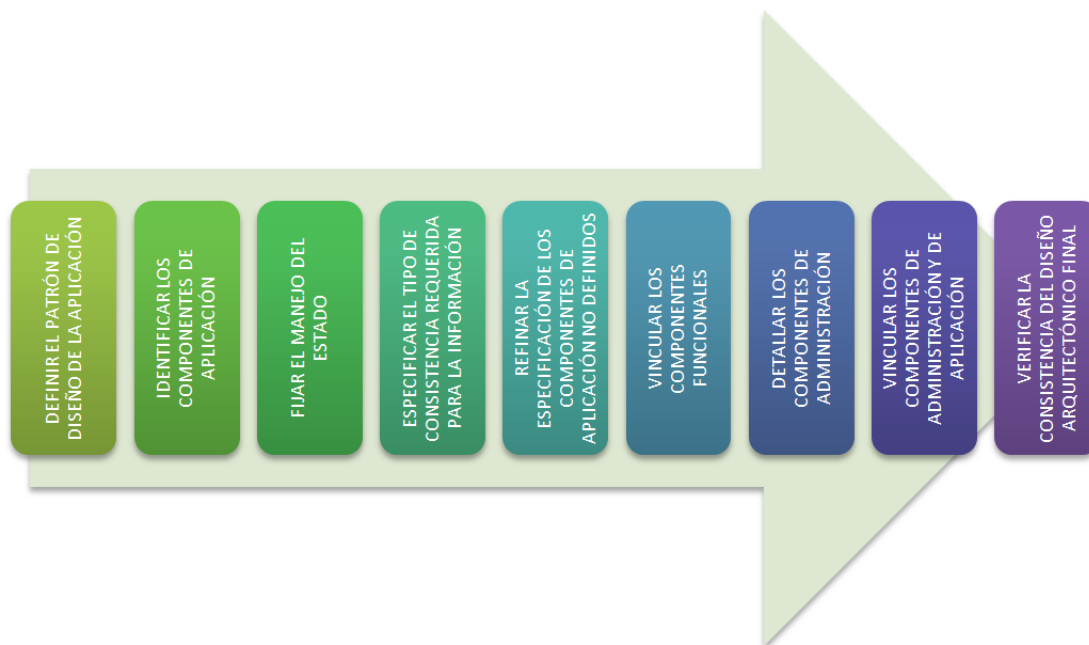 DEFINIR EL PATRÓN DE
DISEÑO DE LA APLICACIÓN
IDENTIFICAR LOS
COMPONENTES DE
APLICACIÓN
FIJAR EL MANEJO DEL
ESTADO
ESPECIFICAR EL TIPO DE
CONSISTENCIA REQUERIDA
PARA LA INFORMACIÓN
REFINAR LA
ESPECIFICACIÓN DE LOS
COMPONENTES DE
APLICACIÓN NO DEFINIDOS
VINCULAR LOS
COMPONENTES
FUNCIONALES
DETALLAR LOS
COMPONENTES DE
ADMINISTRACIÓN
VINCULAR LOS
COMPONENTES DE
ADMINISTRACIÓN Y DE
APLICACIÓN
VERIFICAR LA
CONSISTENCIA DEL DISEÑO
ARQUITECTÓNICO FINAL